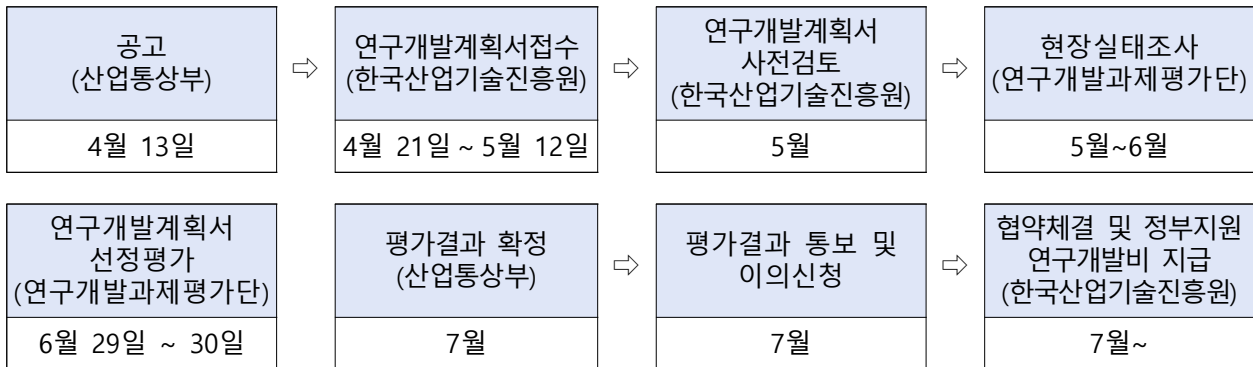 공고
(산업통상부)
4월 13일
⇨
연구개발계획서접수
(한국산업기술진흥원)
4월 21일 ~ 5월 12일
⇨
연구개발계획서
사전검토
(한국산업기술진흥원)
5월
⇨
현장실태조사
(연구개발과제평가단)
5월~6월
연구개발계획서
선정평가
(연구개발과제평가단)
6월 29일 ~ 30일
평가결과 확정
(산업통상부)
7월
⇨
평가결과 통보 및
이의신청
7월
⇨
협약체결 및 정부지원
연구개발비 지급
(한국산업기술진흥원)
7월~